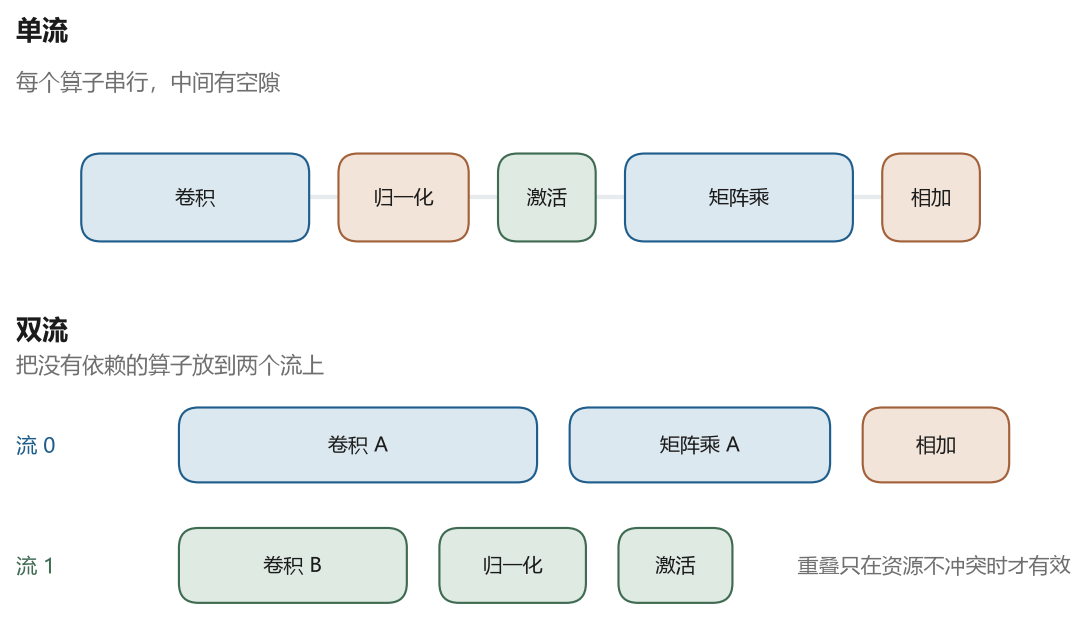 单流
每个算子串行，中间有空隙
卷积 归一化 激活 矩阵乘 相加
双流
把没有依赖的算子放到两个流上
流 0 卷积 A 矩阵乘 A 相加
流 1 卷积 B 归一化 激活 重叠只在资源不冲突时才有效